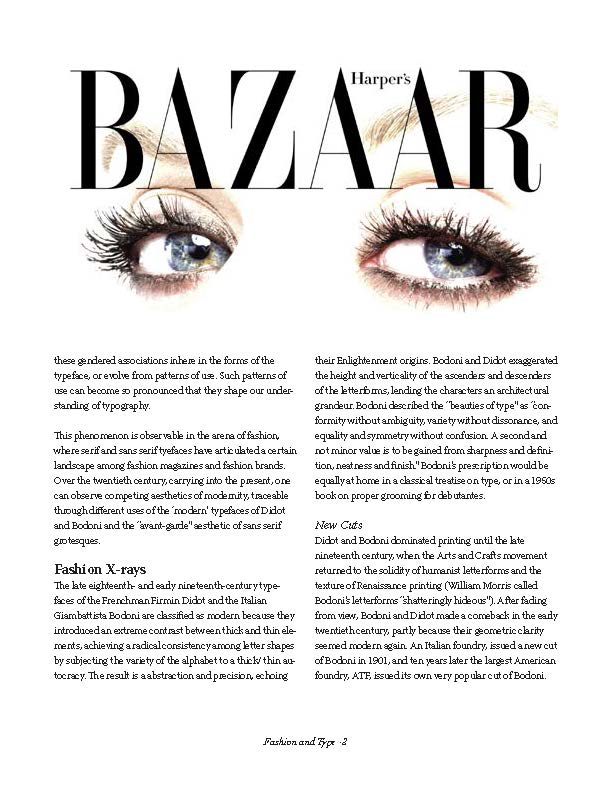 Harper's
BAZAAR
these gendered associations inhere in the forms of the
typeface, or evolve from patterns of use. Such patterns of
use can become so pronounced that they shape our under-
standing of typography.
This phenomenon is observable in the arena of fashion,
where serif and sans serif tyefaces have articulated a certain
landscape among fashion magazines and fashion brands.
Over the twentieth century, carrying into the present, one
can observe competing aesthetics of modernity, traceable
through different uses of the "modern" typefaces of Didot
and Bodoni and the "avant-garde" aesthetic of sans serif
grotesques.
Fashion X-rays
The late eighteenth- and early nineteenth-century type-
faces of the Frenchman Firmin Didot and the Italian
Giambattista Bodoni are classified as modern because they
introduced an extreme contrast between thick and thin ele-
ments, achieving a radical consistency among letter shapes
by subjecting the variety of the alphabet to a thick/ thin au-
tocracy. The result is a abstraction and precision, echoing
their Enlightenment origins. Bodoni and Didot exaggerated
the height and verticality of the ascenders and descenders
of the letterforms, lending the characters an architectural
grandeur. Bodoni described the "beauties of type" as "con-
formity without ambiguity, variety without dissonance, and
equality and symmetry without confusion. A second and
not minor value is to be gained from sharpness and defini-
tion, neatness and finish." Bodoni's prescription would be
equally at home in a classical treatise on type, or in a 1950s
book on proper grooming for debutantes.
New Cuts
Didot and Bodoni dominated printing until the late
nineteenth century, when the Arts and Crafts movement
returned to the solidity of humanist letterforms and the
texture of Renaissance printing (William Morris called
Bodoni's letterforms "shatteringly hideous"). After fading
from view, Bodoni and Didot made a comeback in the early
twentieth century, partly because their geometric clarity
seemed modern again. An Italian foundry, issued a new cut
of Bodoni in 1901, and ten years later the largest American
foundry, ATF, issued its own very popular cut of Bodoni.
Fashion and Type -2